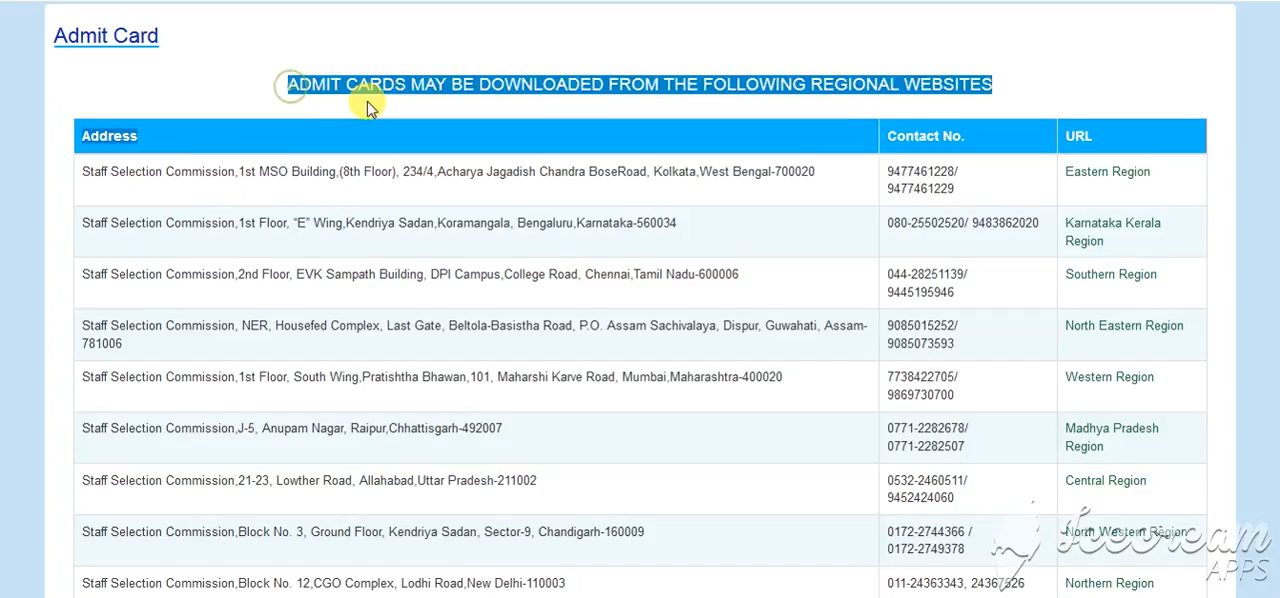 Admit Card
ADMIT CARDS MAY BE DOWNLOADED FROM THE FOLLOWING REGIONAL WEBSITES
Address Contact No. URL
Staff Selection Commission,1st MSO Building,(8th Floor), 234/4,Acharya Jagadish Chandra BoseRoad, Kolkata,West Bengal-700020 9477461228/ Eastern Region
9477461229
Staff Selection Commission,1st Floor, “E” Wing,Kendriya Sadan,Koramangala, Bengaluru,Karnataka-560034 080-25502520/ 9483862020 Karnataka Kerala
Region
Staff Selection Commission,2nd Floor, EVK Sampath Building, DPI Campus,College Road, Chennai,Tamil Nadu-600006 044-28251139/ Southern Region
9445195946
Staff Selection Commission, NER, Housefed Complex, Last Gate, Beltola-Basistha Road, P.O. Assam Sachivalaya, Dispur, Guwahati, Assam- 9085015252/ North Eastern Region
781006 9085073593
Staff Selection Commission,1st Floor, South Wing,Pratishtha Bhawan,101, Maharshi Karve Road, Mumbai,Maharashtra-400020 7738422705/ Western Region
9869730700
Staff Selection Commission,J-5, Anupam Nagar, Raipur,Chhattisgarh-492007 0771-2282678/ Madhya Pradesh
0771-2282507 Region
Staff Selection Commission,21-23, Lowther Road, Allahabad,Uttar Pradesh-211002 0532-2460511/ Central Region
9452424060
Staff Selection Commission,Block No. 3, Ground Floor, Kendriya Sadan, Sector-9, Chandigarh-160009 0172-2744366 / North Western Region
0172-2749378
Icecream
APPS
Staff Selection Commission,Block No. 12,CGO Complex, Lodhi Road,New Delhi-110003 011-24363343, 24367526 Northern Region